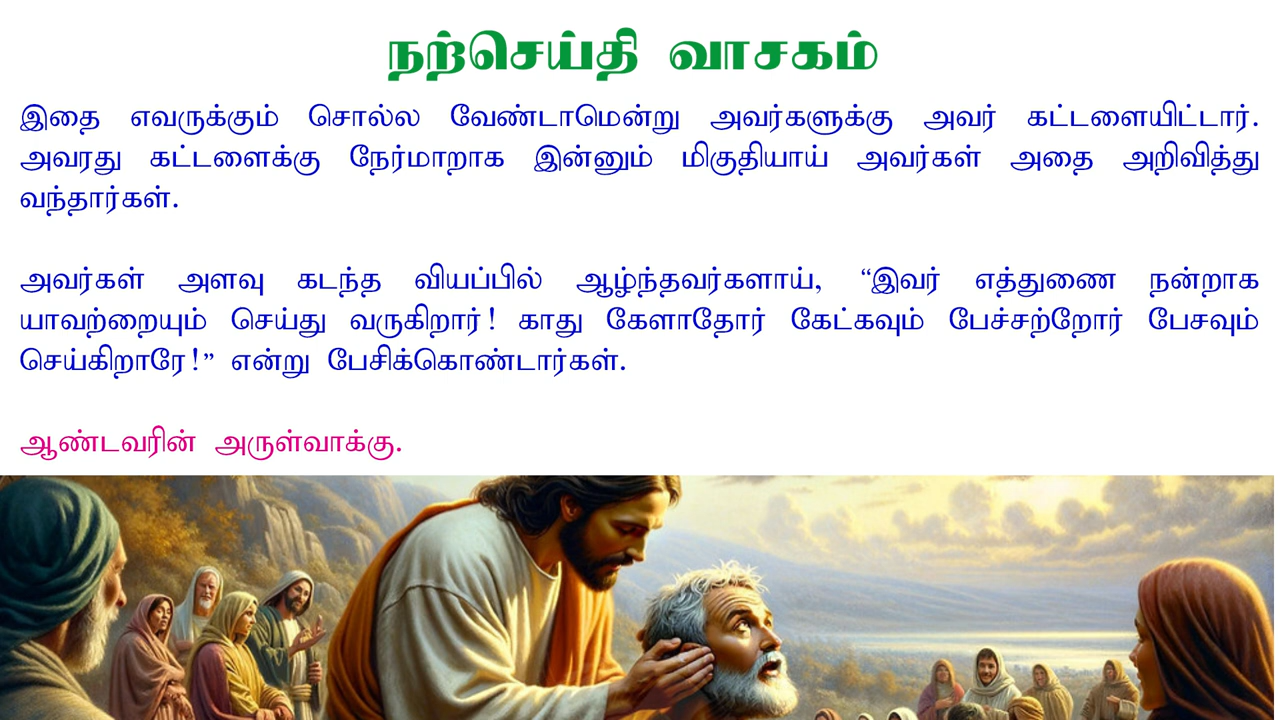 நற்செய்தி வாசகம்
இதை எவருக்கும் சொல்ல வேண்டாமென்று அவர்களுக்கு அவர் கட்டளையிட்டார்.
அவரது கட்டளைக்கு நேர்மாறாக இன்னும் மிகுதியாய் அவர்கள் அதை அறிவித்து
வந்தார்கள்.
அவர்கள் அளவு கடந்த வியப்பில் ஆழ்ந்தவர்களாய், “இவர் எத்துணை நன்றாக
யாவற்றையும் செய்து வருகிறார்! காது கேளாதோர் கேட்கவும் பேச்சற்றோர் பேசவும்
செய்கிறாரே!” என்று பேசிக்கொண்டார்கள்.
ஆண்டவரின் அருள்வாக்கு.